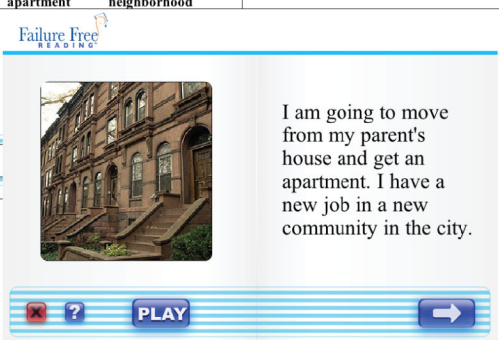 apartment neighborhood
Failure Free
READING
I am going to move
from my parent's
house and get an
apartment. I have a
new job in a new
community in the city.
? PLAY